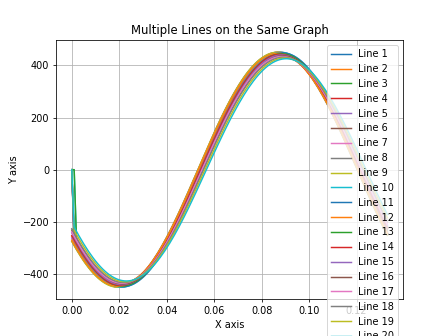 Multiple Lines on the Same Graph
400
200
0
−200
−400
Y axis
0.00
0.02
0.04
0.06
0.08
0.10
X axis
Line 1
Line 2
Line 3
Line 4
Line 5
Line 6
Line 7
Line 8
Line 9
Line 10
Line 11
Line 12
Line 13
Line 14
Line 15
Line 16
Line 17
Line 18
Line 19
Line 20